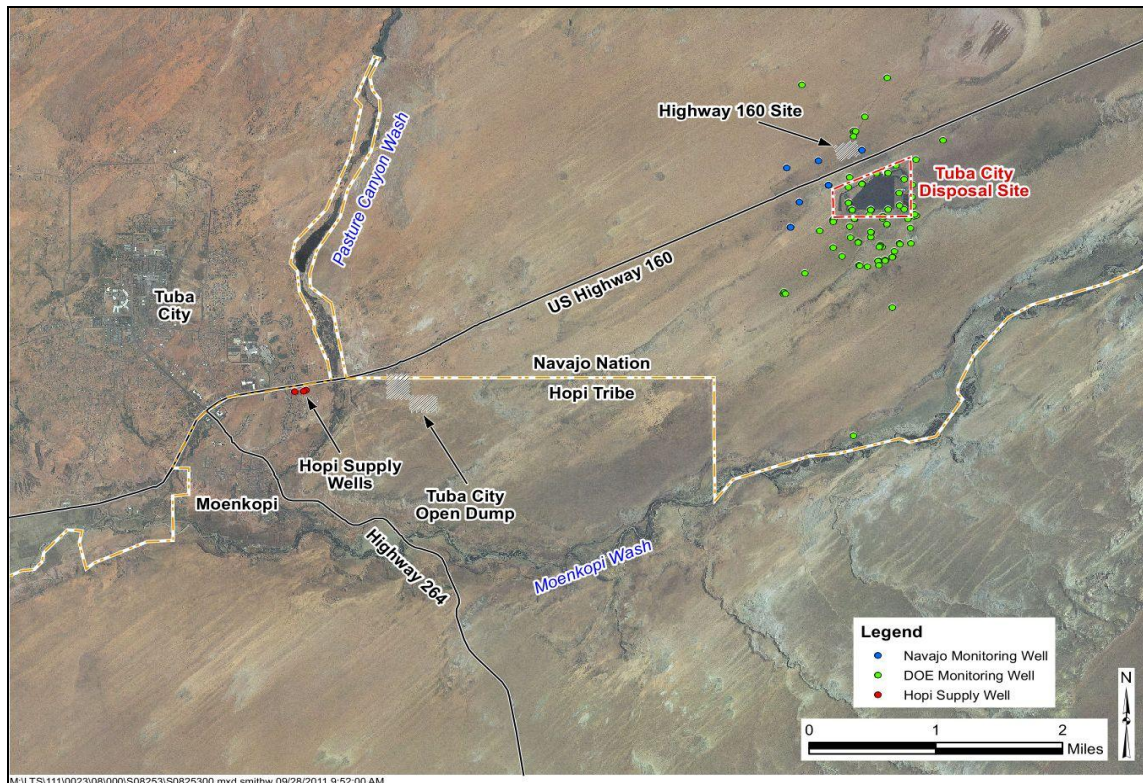 Highway 160 Site
Tuba City
Disposal Site
Pasture Canyon Wash
US Highway 160
Tuba
City
Navajo Nation
Hopi Tribe
Hopi Supply
Wells
Tuba City
Open Dump
Moenkopi
Highway 264
Moenkopi Wash
Legend
Navajo Monitoring Well
DOE Monitoring Well
Hopi Supply Well
N
0 1 2
Miles
M:\LTS\111\0023\08\000\S08253\S0825300.mxd smithw 09/28/2011 9:52:00 AM